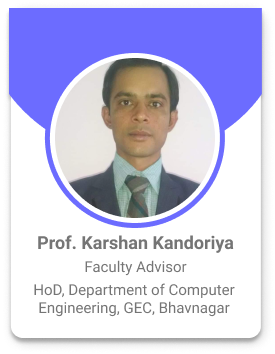 Prof. Karshan Kandoriya
Faculty Advisor
HoD, Department of Computer
Engineering, GEC, Bhavnagar